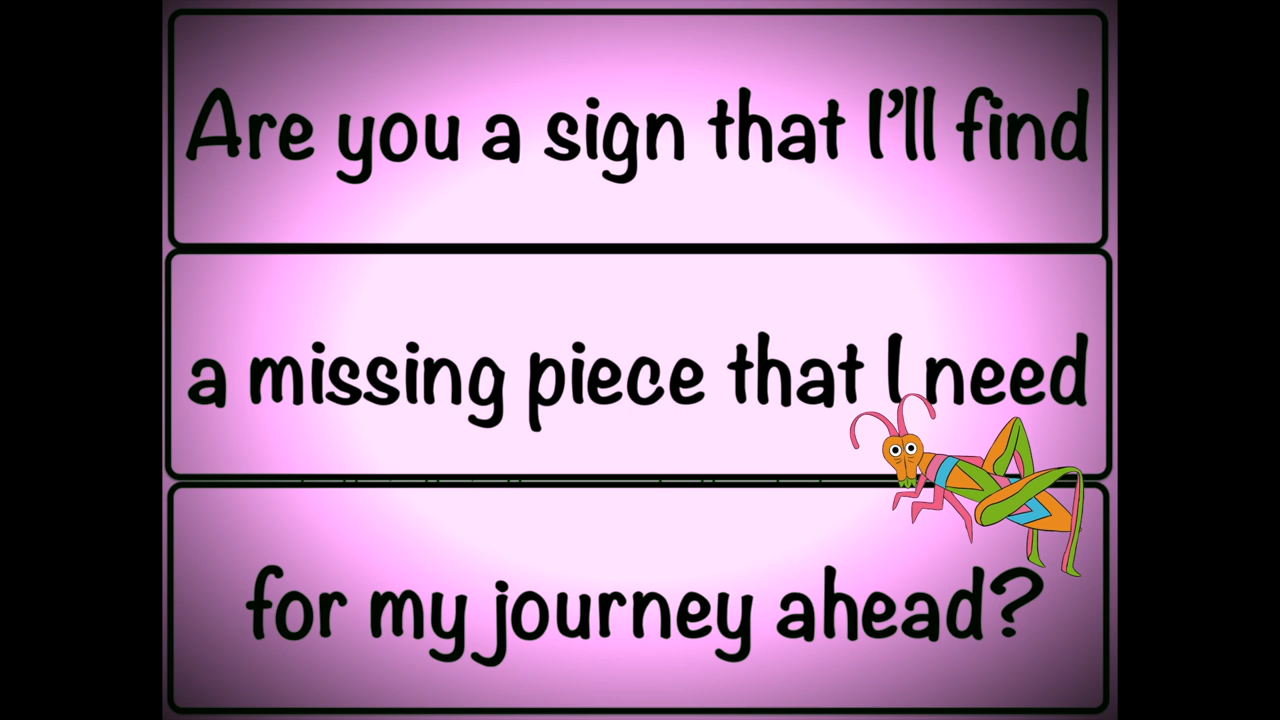 Are you a sign that I'll find
a missing piece that I need
for my journey ahead?